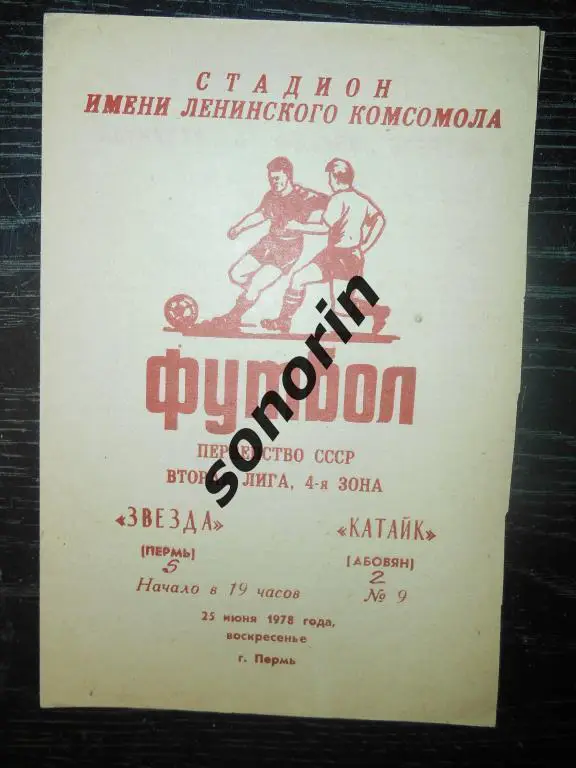 СТАДИОН
ИМЕНИ ЛЕНИНСКОГО КОМСОМОЛА
футбол
ПЕРВЕНСТВО СССР
ВТОРАЯ ЛИГА, 4-я ЗОНА
«ЗВЕЗДА» «КАТАЙК»
(ПЕРМЬ) (АБОВЯН)
5 2
Начало в 19 часов № 9
25 июня 1978 года,
воскресенье
г. Пермь
sonorin